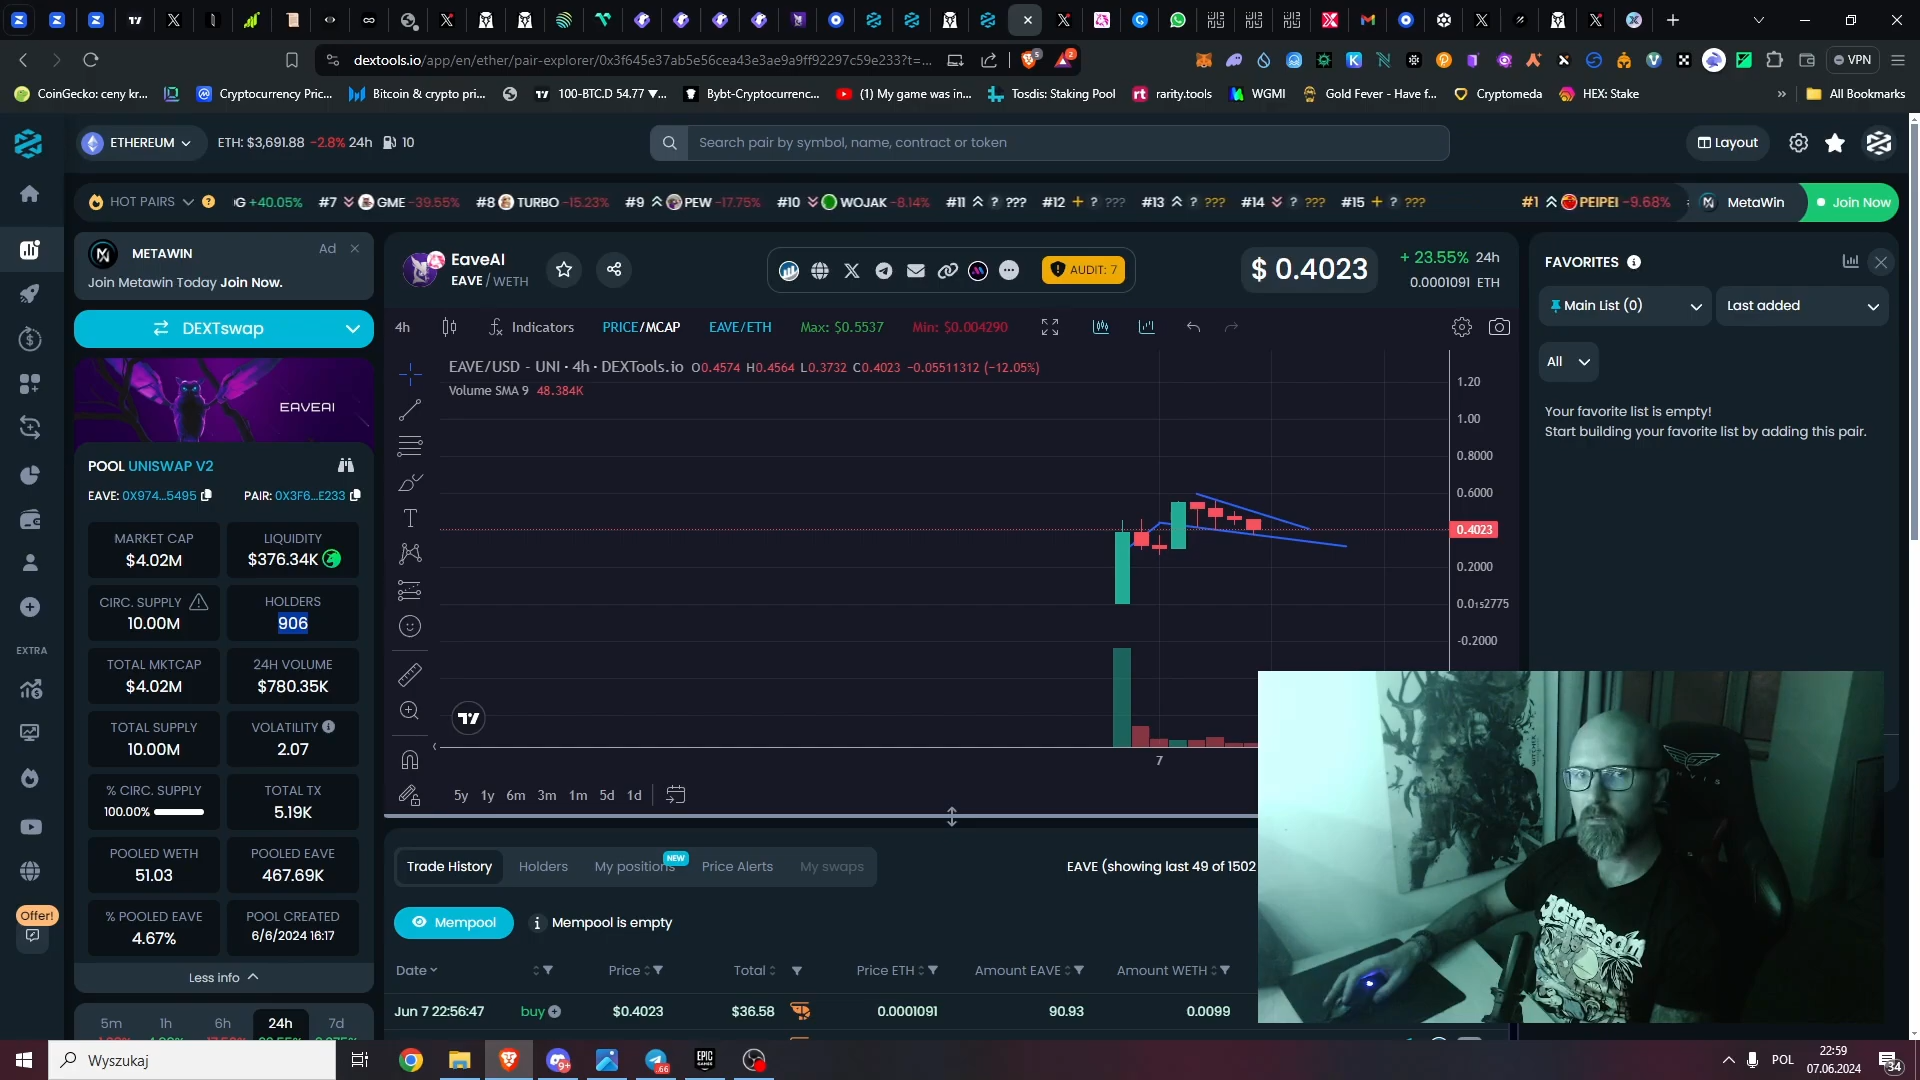 dextools.io/app/en/ether/pair-explorer/0x3f645e37ab5e56cea43e3ae9a9ff92297c59e233?t=...
5
2
VPN
CoinGecko: ceny kr...
Cryptocurrency Pric...
Bitcoin & crypto pri...
100-BTC.D 54.77 ▼...
Bybt-Cryptocurrenc...
(1) My game was in...
Tosdis: Staking Pool
rarity.tools
WGMI
Gold Fever - Have f...
Cryptomeda
HEX: Stake
»
All Bookmarks
ETHEREUM
ETH: $3,691.88 -2.8% 24h
10
Search pair by symbol, name, contract or token
Layout
HOT PAIRS
G +40.05%
#7 GME -39.55%
#8 TURBO -15.23%
#9 PEW -17.75%
#10 WOJAK -8.14%
#11 ? ???
#12 + ? ???
#13 ? ???
#14 ? ???
#15 + ? ???
#1 PEIPEI -9.68%
MetaWin
Join Now
METAWIN
Ad
Join Metawin Today Join Now.
DEXTswap
EAVEAI
POOL UNISWAP V2
EAVE: 0X974...5495
PAIR: 0X3F6...E233
MARKET CAP
$4.02M
LIQUIDITY
$376.34K
CIRC. SUPPLY
10.00M
HOLDERS
906
TOTAL MKTCAP
$4.02M
24H VOLUME
$780.35K
TOTAL SUPPLY
10.00M
VOLATILITY
2.07
% CIRC. SUPPLY
100.00%
TOTAL TX
5.19K
POOLED WETH
51.03
POOLED EAVE
467.69K
% POOLED EAVE
4.67%
POOL CREATED
6/6/2024 16:17
Less info
5m
1h
6h
24h
7d
EXTRA
Offer!
EaveAI
EAVE / WETH
AUDIT: 7
$ 0.4023
+ 23.55% 24h
0.0001091 ETH
4h
Indicators
PRICE/MCAP
EAVE/ETH
Max: $0.5537
Min: $0.004290
EAVE/USD - UNI · 4h · DEXTools.io O0.4574 H0.4564 L0.3732 C0.4023 -0.05511312 (-12.05%)
Volume SMA 9 48.384K
1.20
1.00
0.8000
0.6000
0.4023
0.2000
0.0₁₅2775
-0.2000
7
5y 1y 6m 3m 1m 5d 1d
FAVORITES
Main List (0)
Last added
All
Your favorite list is empty!
Start building your favorite list by adding this pair.
Trade History
Holders
My positions
NEW
Price Alerts
My swaps
EAVE (showing last 49 of 1502
Mempool
Mempool is empty
Date
Price
Total
Price ETH
Amount EAVE
Amount WETH
Jun 7 22:56:47
buy
$0.4023
$36.58
0.0001091
90.93
0.0099
gamescom
Wyszukaj
9+
.66
EPIC GAMES
POL
22:59
07.06.2024
34